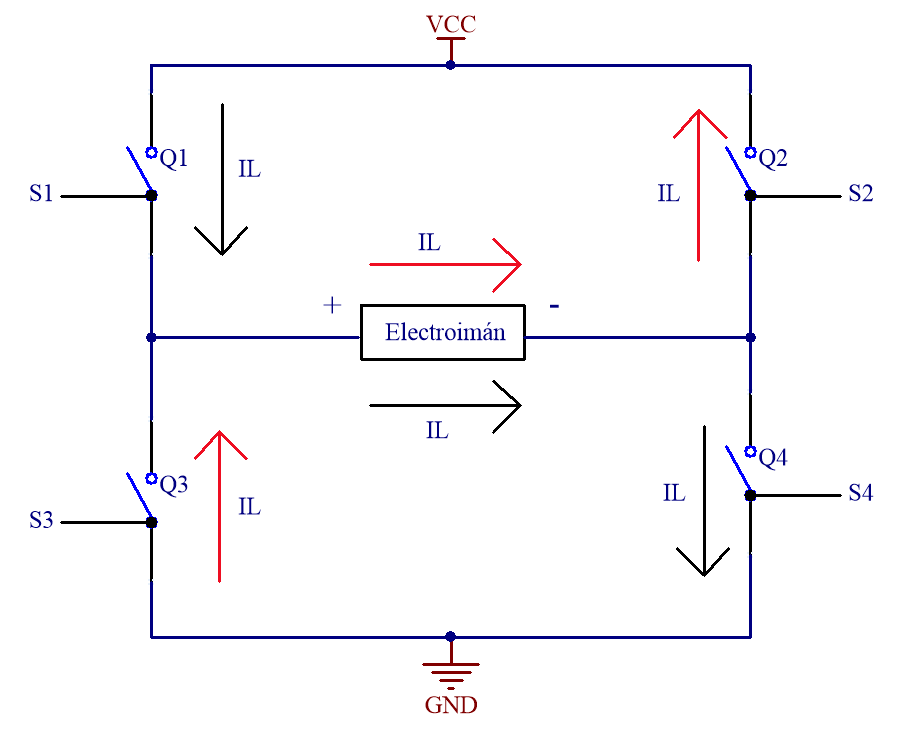 VCC
Q1
IL
S1
Q2
IL
S2
IL
+
-
Electroimán
IL
Q3
IL
S3
Q4
IL
S4
GND